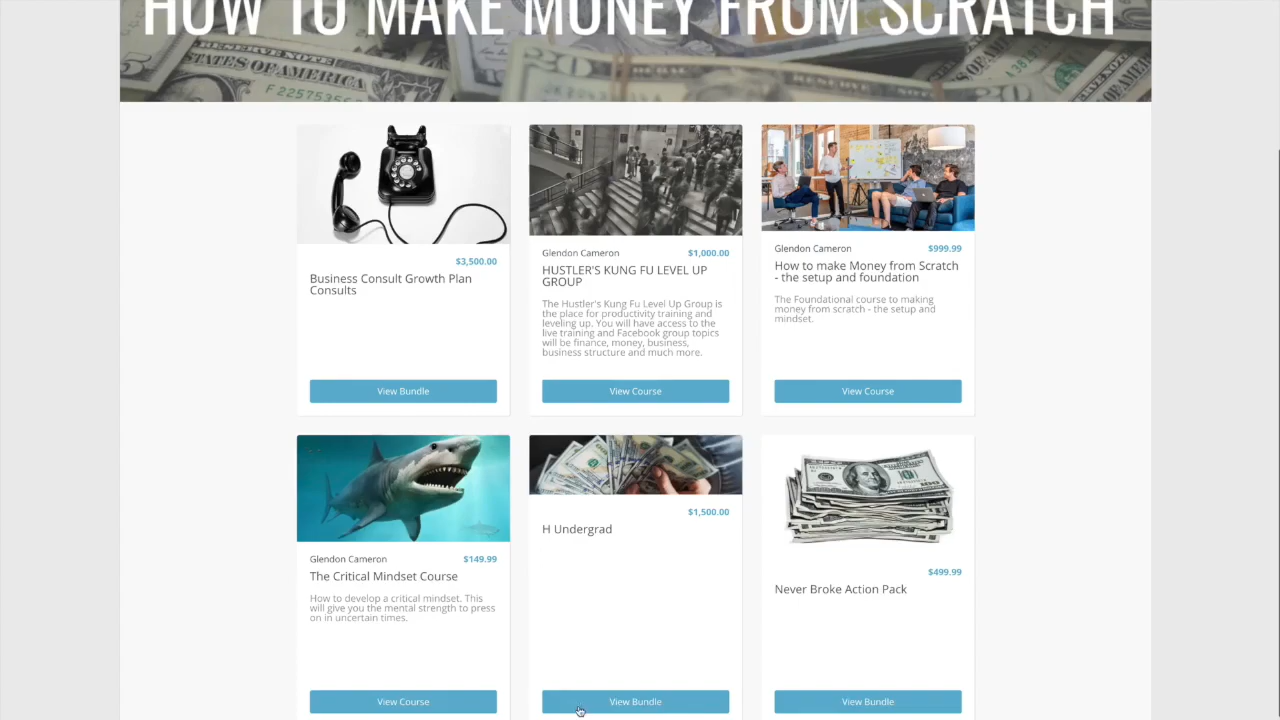 HOW TO MAKE MONEY FROM SCRATCH
STATES OF AMERICA
$3,500.00
Business Consult Growth Plan
Consults
View Bundle
Glendon Cameron
$1,000.00
HUSTLER'S KUNG FU LEVEL UP
GROUP
The Hustler's Kung Fu Level Up Group is
the place for productivity training and
leveling up. You will have access to the
live training and Facebook group topics
will be finance, money, business,
business structure and much more.
View Course
Glendon Cameron
$999.99
How to make Money from Scratch
- the setup and foundation
The Foundational course to making
money from scratch - the setup and
mindset.
View Course
Glendon Cameron
$149.99
The Critical Mindset Course
How to develop a critical mindset. This
will give you the mental strength to press
on in uncertain times.
View Course
$1,500.00
H Undergrad
View Bundle
$499.99
Never Broke Action Pack
View Bundle